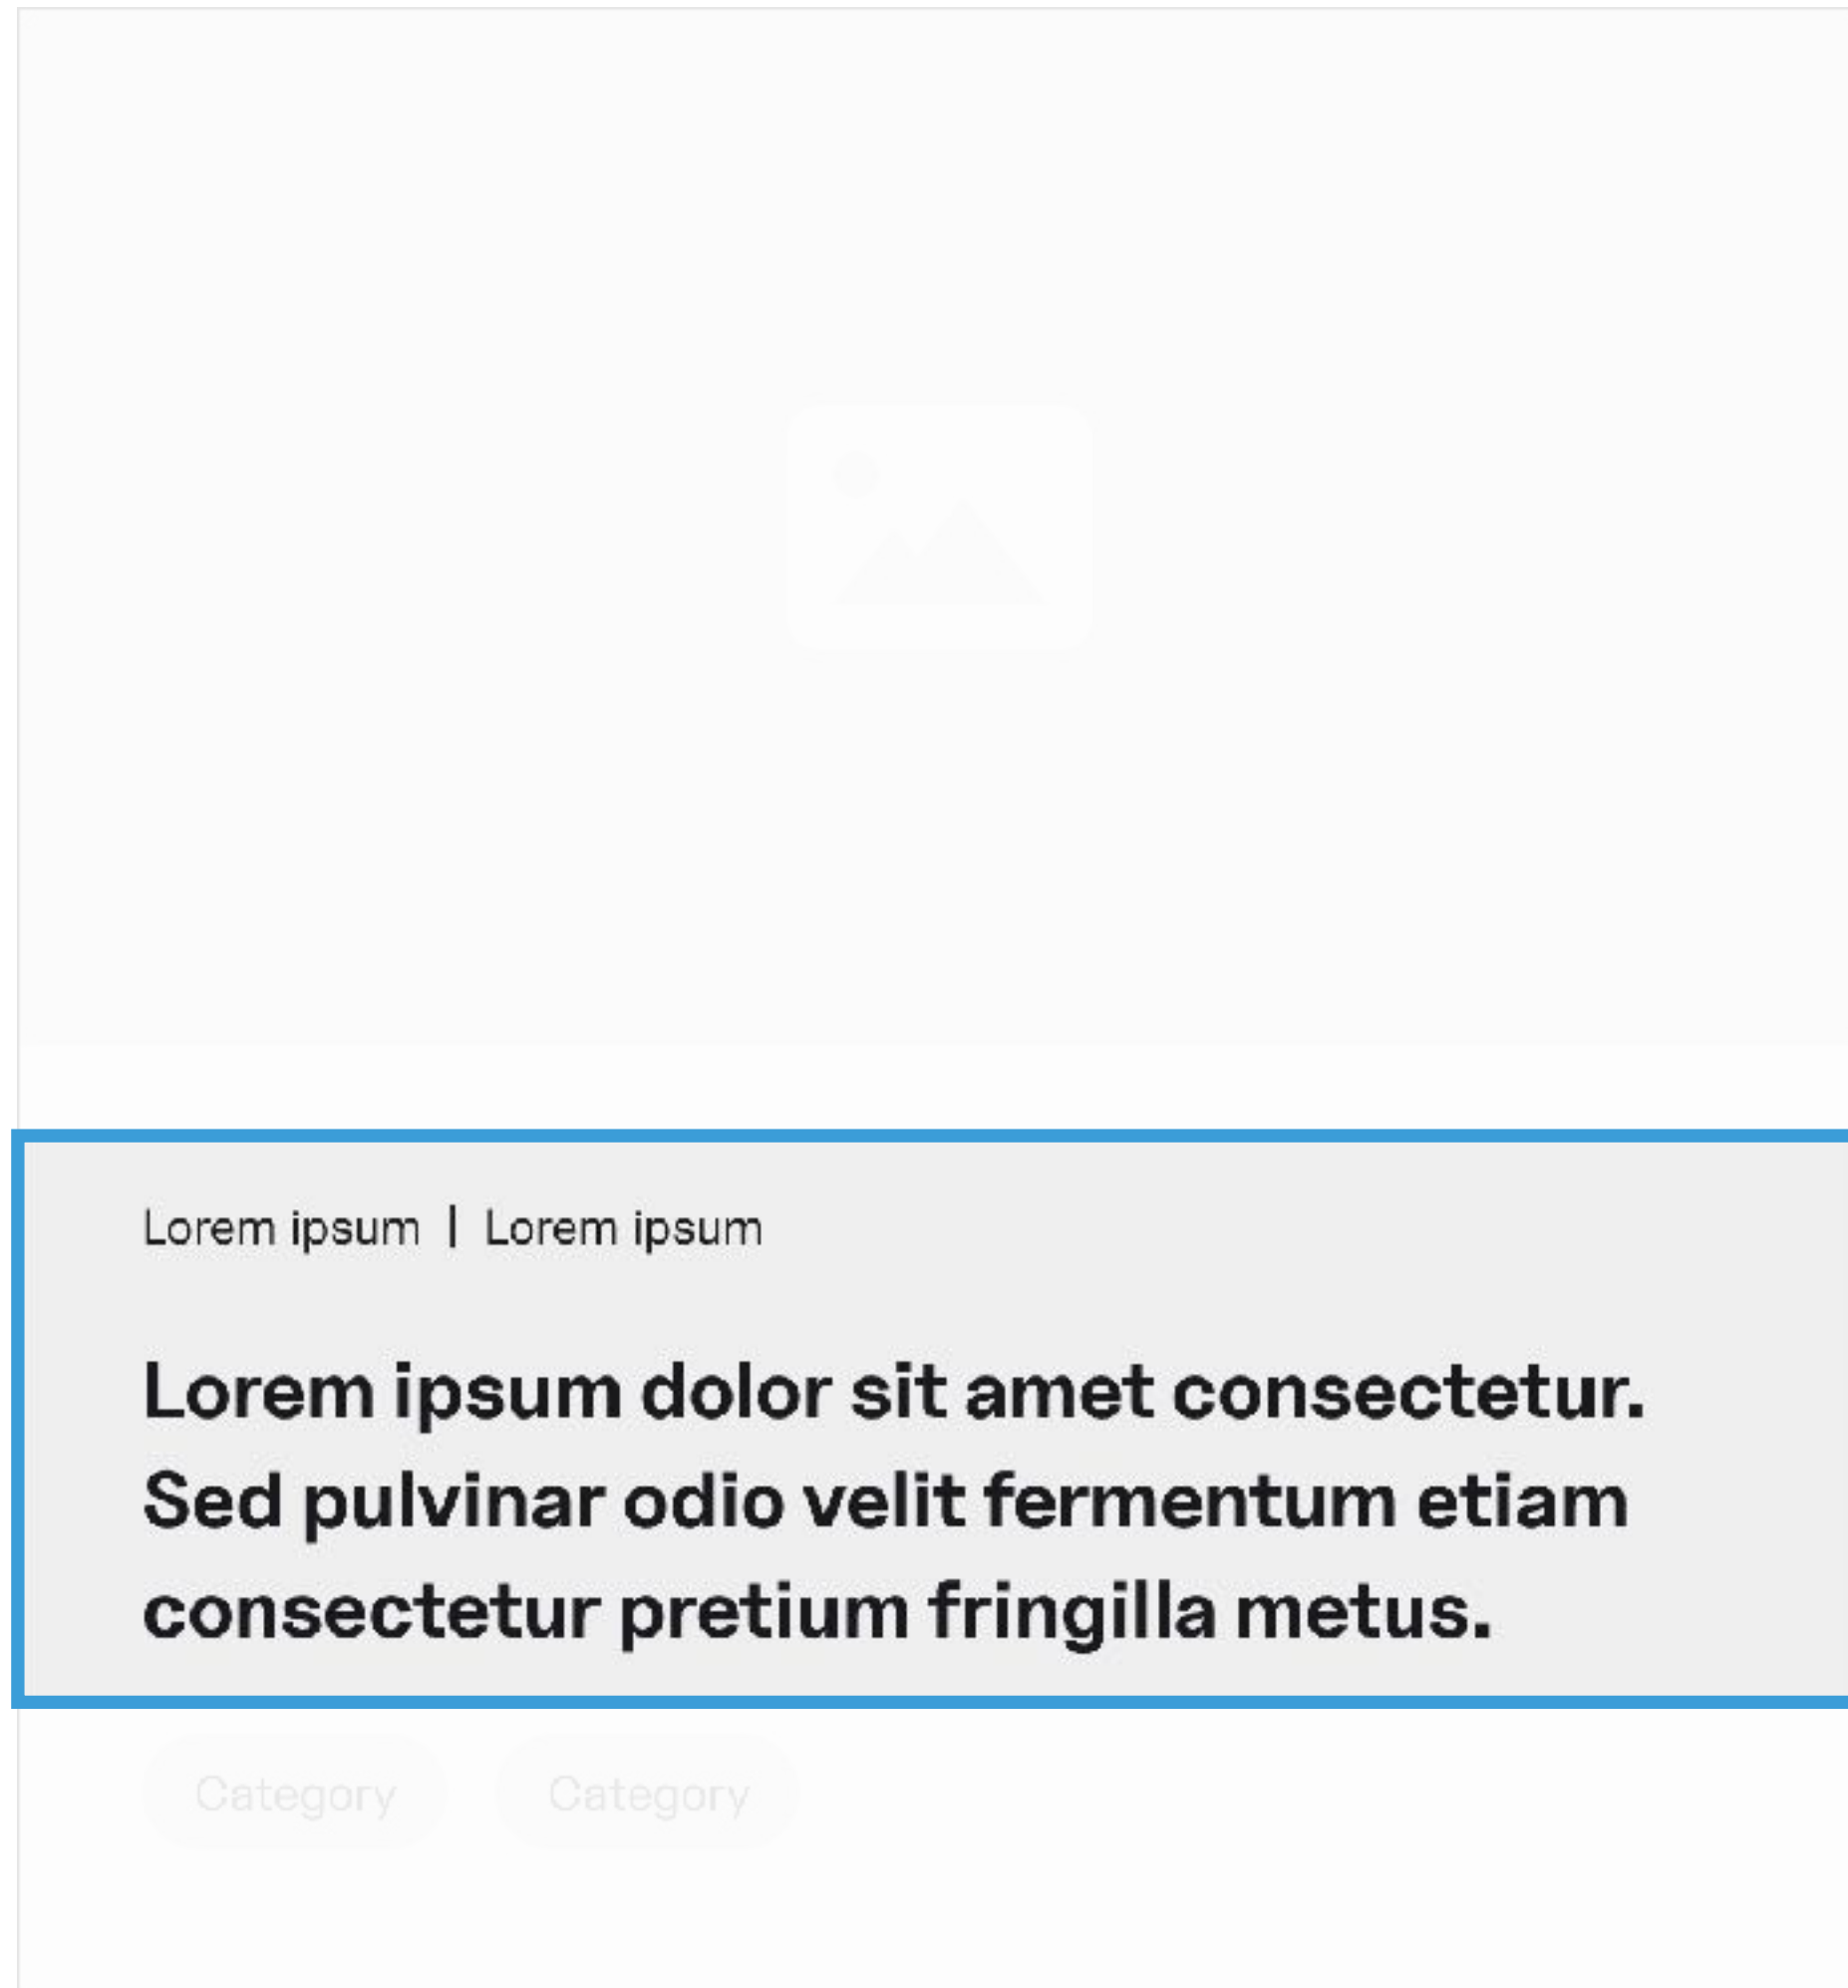 Lorem ipsum | Lorem ipsum
Lorem ipsum dolor sit amet consectetur.
Sed pulvinar odio velit fermentum etiam
consectetur pretium fringilla metus.
Category Category